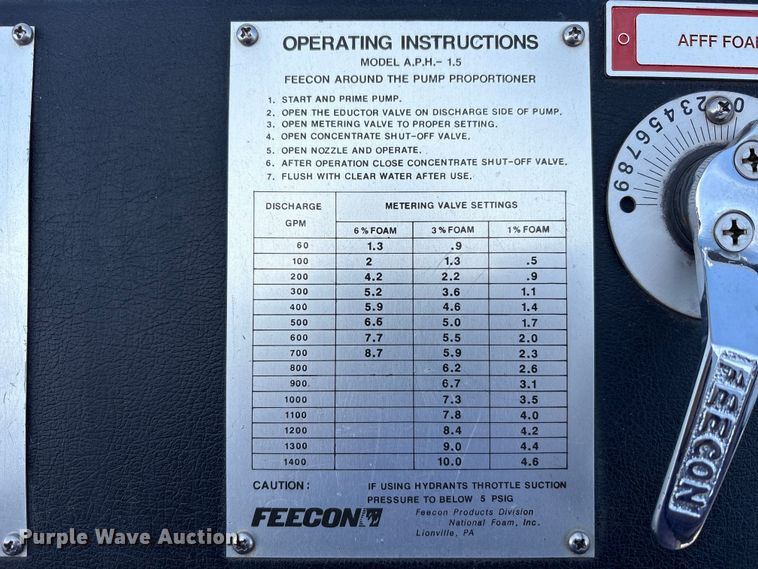 OPERATING INSTRUCTIONS
MODEL A.P.H.- 1.5
FEECON AROUND THE PUMP PROPORTIONER
1. START AND PRIME PUMP.
2. OPEN THE EDUCTOR VALVE ON DISCHARGE SIDE OF PUMP.
3. OPEN METERING VALVE TO PROPER SETTING.
4. OPEN CONCENTRATE SHUT-OFF VALVE.
5. OPEN NOZZLE AND OPERATE.
6. AFTER OPERATION CLOSE CONCENTRATE SHUT-OFF VALVE.
7. FLUSH WITH CLEAR WATER AFTER USE.
DISCHARGE GPM METERING VALVE SETTINGS
6%FOAM 3%FOAM 1%FOAM
60 1.3 .9
100 2 1.3 .5
200 4.2 2.2 .9
300 5.2 3.6 1.1
400 5.9 4.6 1.4
500 6.6 5.0 1.7
600 7.7 5.5 2.0
700 8.7 5.9 2.3
800 6.2 2.6
900 6.7 3.1
1000 7.3 3.5
1100 7.8 4.0
1200 8.4 4.2
1300 9.0 4.4
1400 10.0 4.6
CAUTION: IF USING HYDRANTS THROTTLE SUCTION
PRESSURE TO BELOW 5 PSIG
FEECON
Feecon Products Division
National Foam, Inc.
Lionville, PA
AFFF FOA
0 2 3 4 5 6 7 8 9
FEECON
Purple Wave Auction